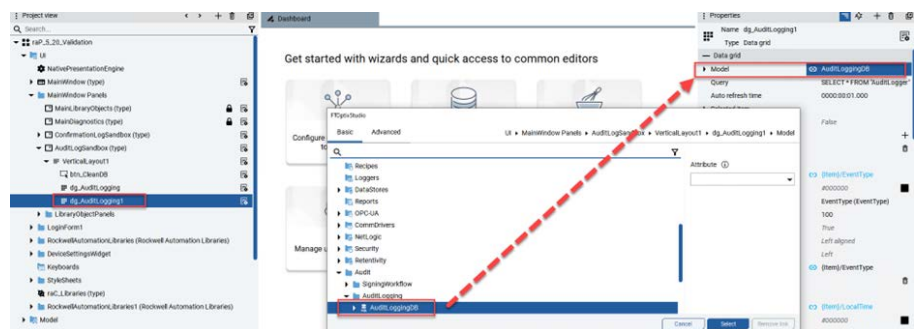 Project view
Search...
raP_5_20_Validation
UI
NativePresentationEngine
MainWindow (type)
MainWindow Panels
MainLibraryObjects (type)
MainDiagnostics (type)
ConfirmationLogSandbox (type)
AuditLogSandbox (type)
VerticalLayout1
btn_CleanDB
dg_AuditLogging
dg_AuditLogging1
LibraryObjectPanels
LoginForm1
RockwellAutomationLibraries (Rockwell Automation Libraries)
DeviceSettingsWidget
Keyboards
StyleSheets
raC_Libraries (type)
RockwellAutomationLibraries1 (Rockwell Automation Libraries)
Model
Dashboard
Get started with wizards and quick access to common editors
Configure
to
Manage u
FTOptixStudio
Basic Advanced
UI ▸ MainWindow Panels ▸ AuditLogSandbox ▸ VerticalLayout1 ▸ dg_AuditLogging1 ▸ Model
Recipes
Loggers
DataStores
Reports
OPC-UA
CommDrivers
NetLogic
Security
Retentivity
Audit
SigningWorkflow
AuditLogging
AuditLoggingDB
Attribute
Cancel Select Remove link
Properties
Name dg_AuditLogging1
Type Data grid
Data grid
Model AuditLoggingDB
Query SELECT * FROM 'AuditLogger'
Auto refresh time 0000:00:01.000
Selected item
False
{Item}/EventType
#000000
EventType (EventType)
100
True
Left aligned
Left
{Item}/EventType
{Item}/LocalTime
#000000